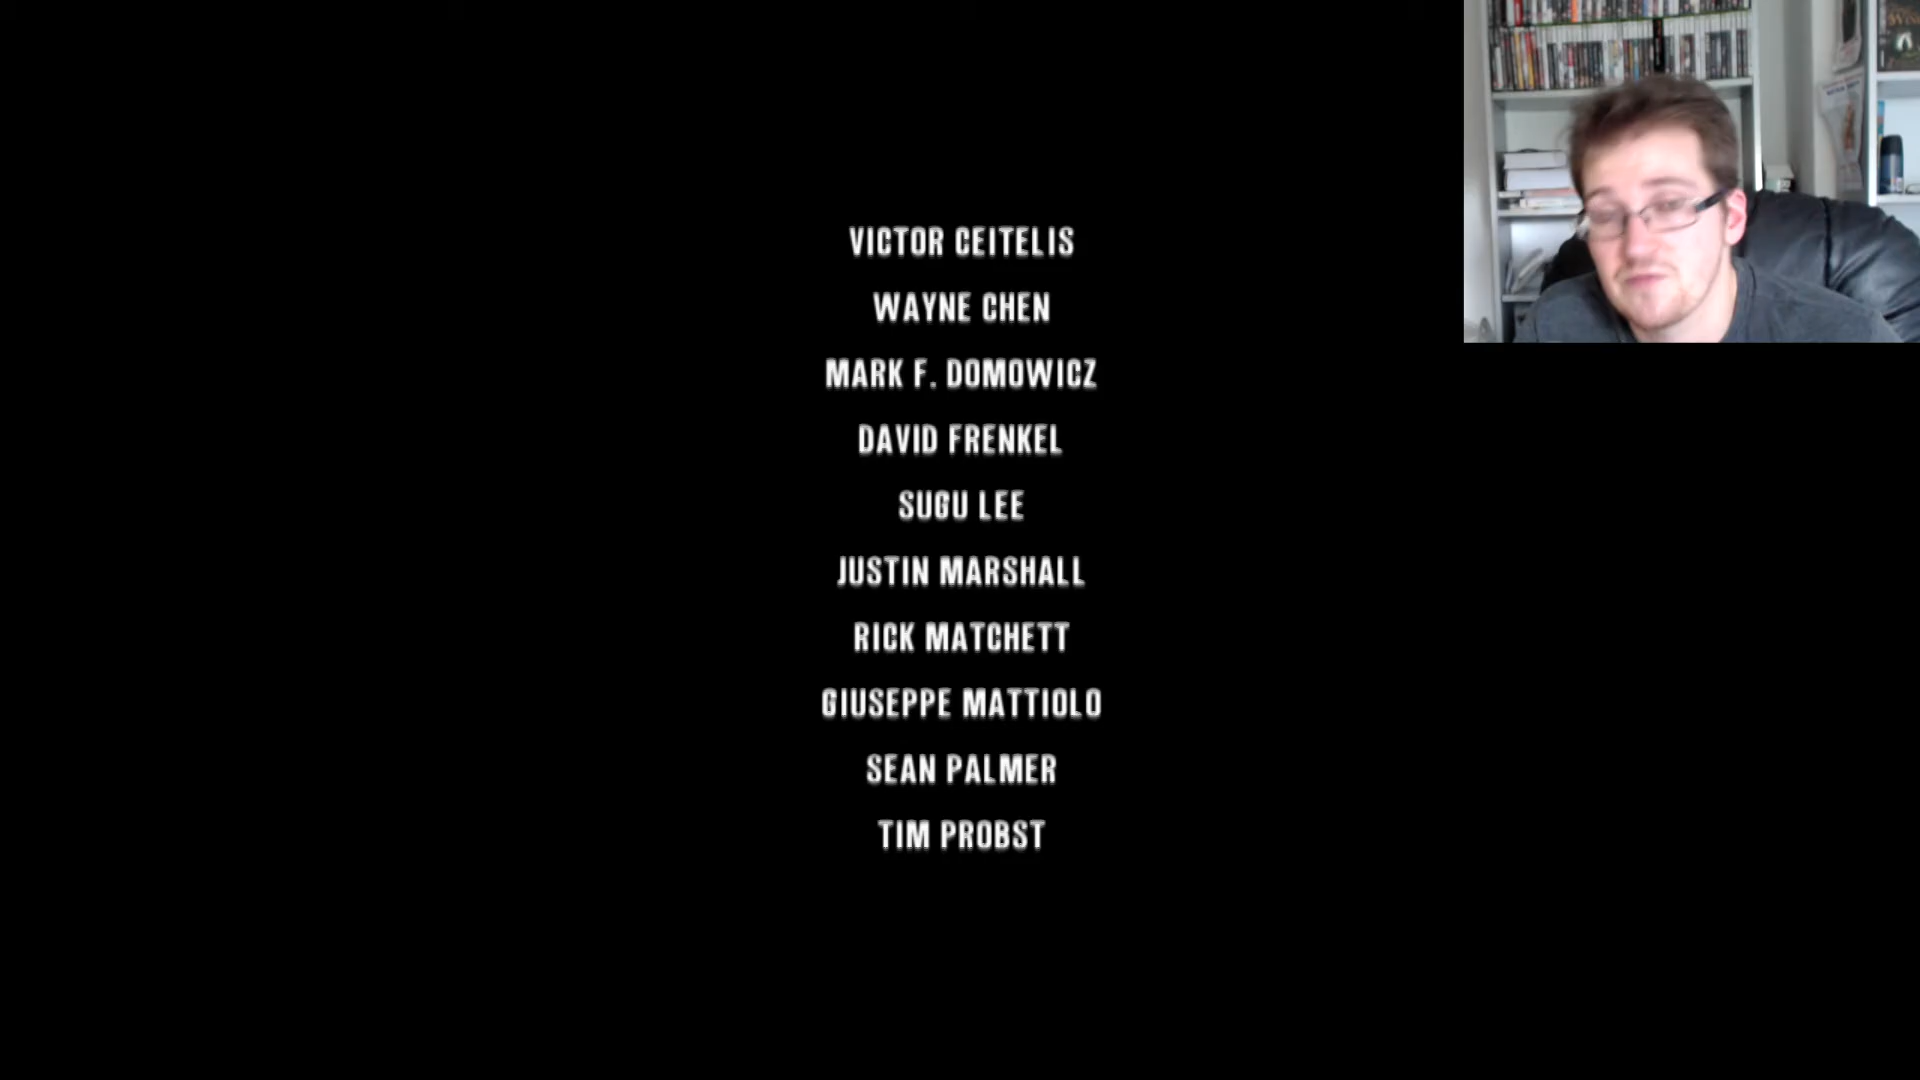 VICTOR CEITELIS
WAYNE CHEN
MARK F. DOMOWICZ
DAVID FRENKEL
SUGU LEE
JUSTIN MARSHALL
RICK MATCHETT
GIUSEPPE MATTIOLO
SEAN PALMER
TIM PROBST